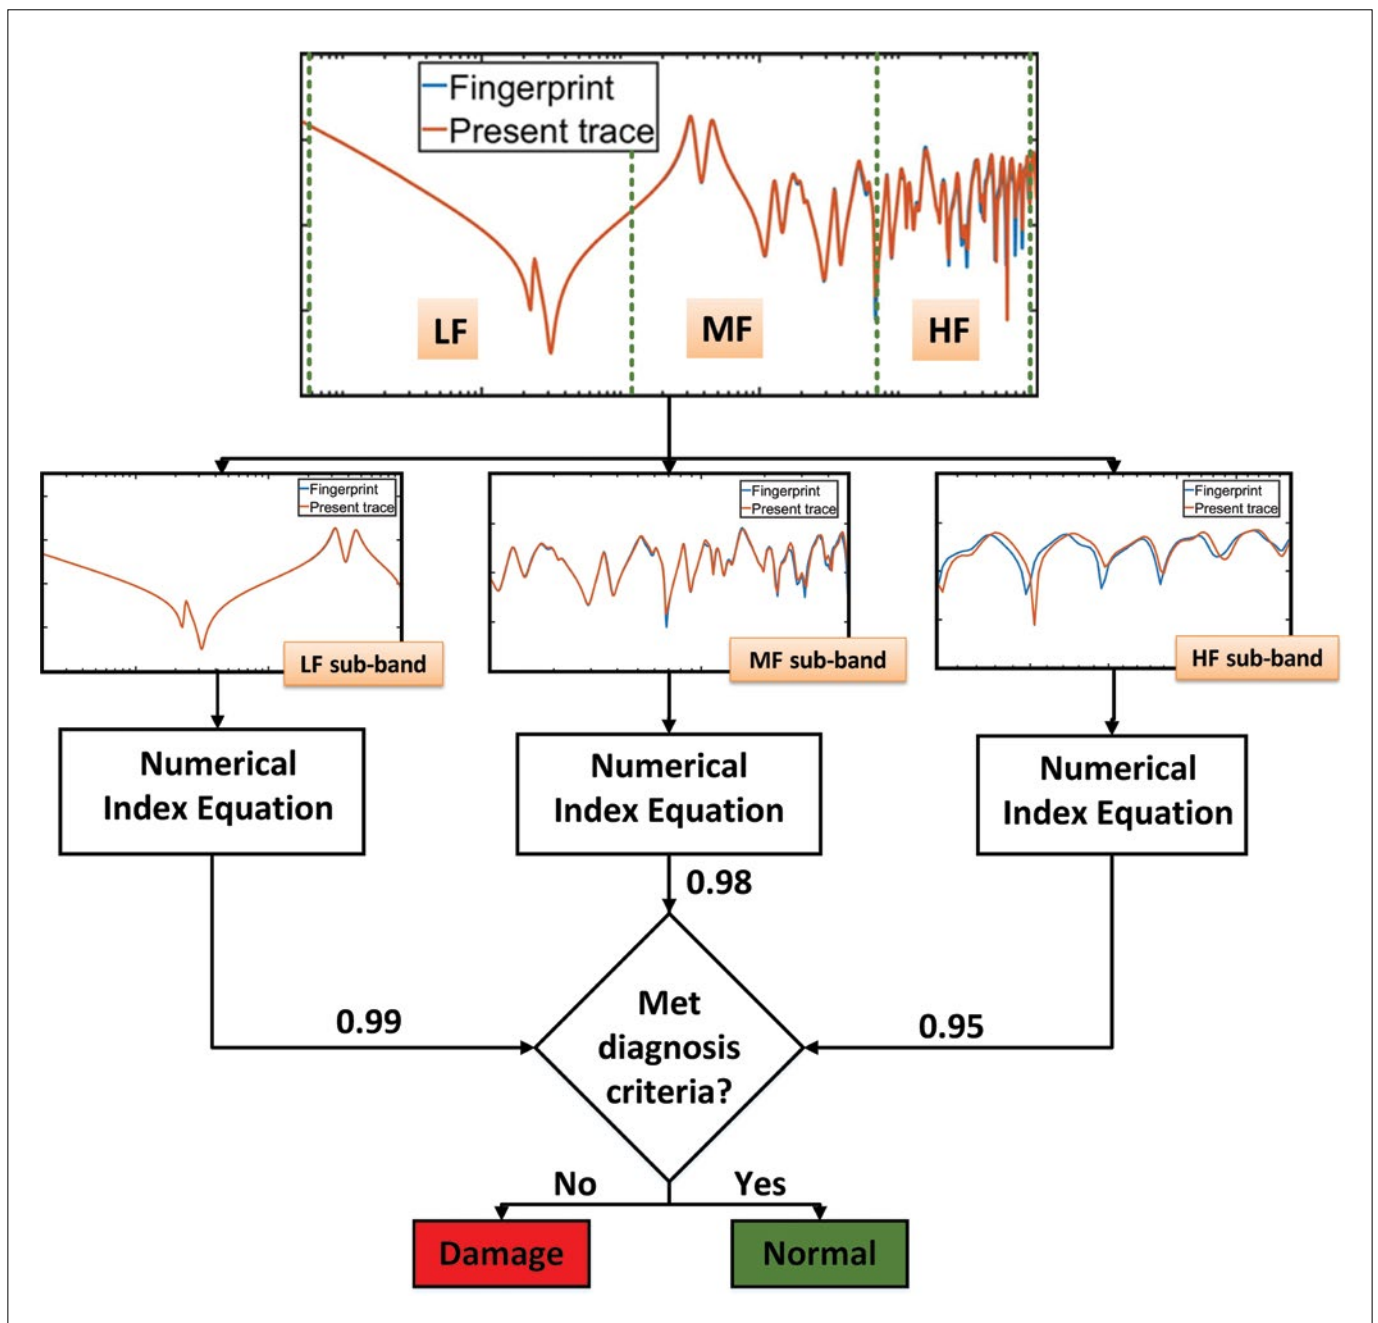 Fingerprint
Present trace
LF
MF
HF
Fingerprint
Present trace
LF sub-band
Fingerprint
Present trace
MF sub-band
Fingerprint
Present trace
HF sub-band
Numerical
Index Equation
Numerical
Index Equation
Numerical
Index Equation
0.98
0.99
0.95
Met
diagnosis
criteria?
No
Yes
Damage
Normal